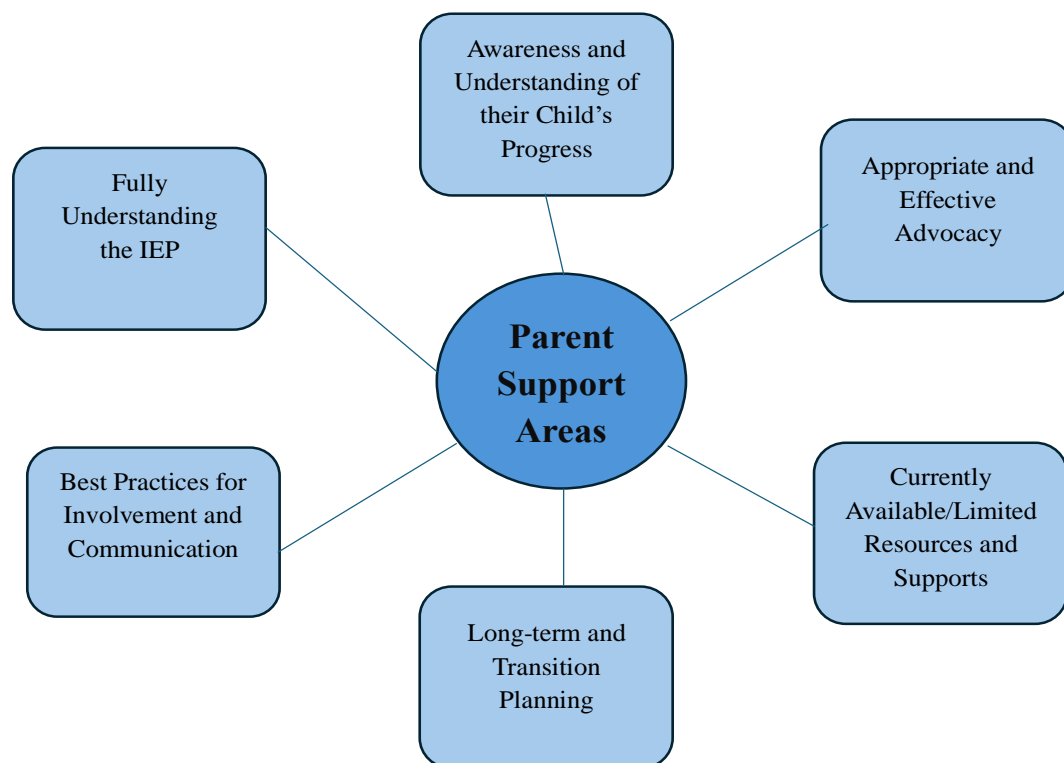 Awareness and
Understanding of
their Child’s
Progress
Fully
Understanding
the IEP
Appropriate and
Effective
Advocacy
Parent
Support
Areas
Best Practices for
Involvement and
Communication
Currently
Available/Limited
Resources and
Supports
Long-term and
Transition
Planning